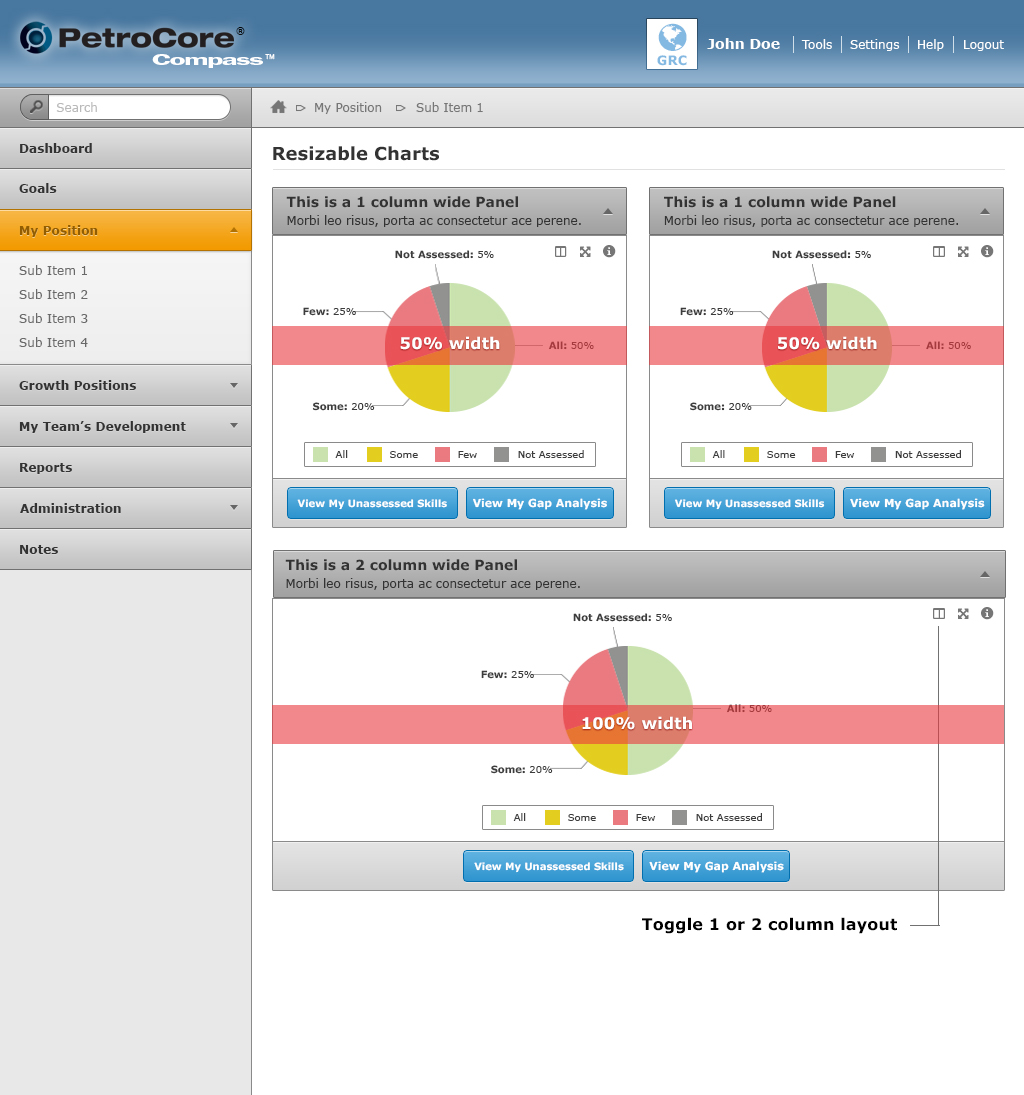 PetroCore®
Compass™
GRC
John Doe
Tools
Settings
Help
Logout
Search
My Position
Sub Item 1
Dashboard
Goals
My Position
Sub Item 1
Sub Item 2
Sub Item 3
Sub Item 4
Growth Positions
My Team’s Development
Reports
Administration
Notes
Resizable Charts
This is a 1 column wide Panel
Morbi leo risus, porta ac consectetur ace perene.
Not Assessed: 5%
Few: 25%
50% width
All: 50%
Some: 20%
All Some Few Not Assessed
View My Unassessed Skills
View My Gap Analysis
This is a 1 column wide Panel
Morbi leo risus, porta ac consectetur ace perene.
Not Assessed: 5%
Few: 25%
50% width
All: 50%
Some: 20%
All Some Few Not Assessed
View My Unassessed Skills
View My Gap Analysis
This is a 2 column wide Panel
Morbi leo risus, porta ac consectetur ace perene.
Not Assessed: 5%
Few: 25%
All: 50%
100% width
Some: 20%
All Some Few Not Assessed
View My Unassessed Skills
View My Gap Analysis
Toggle 1 or 2 column layout